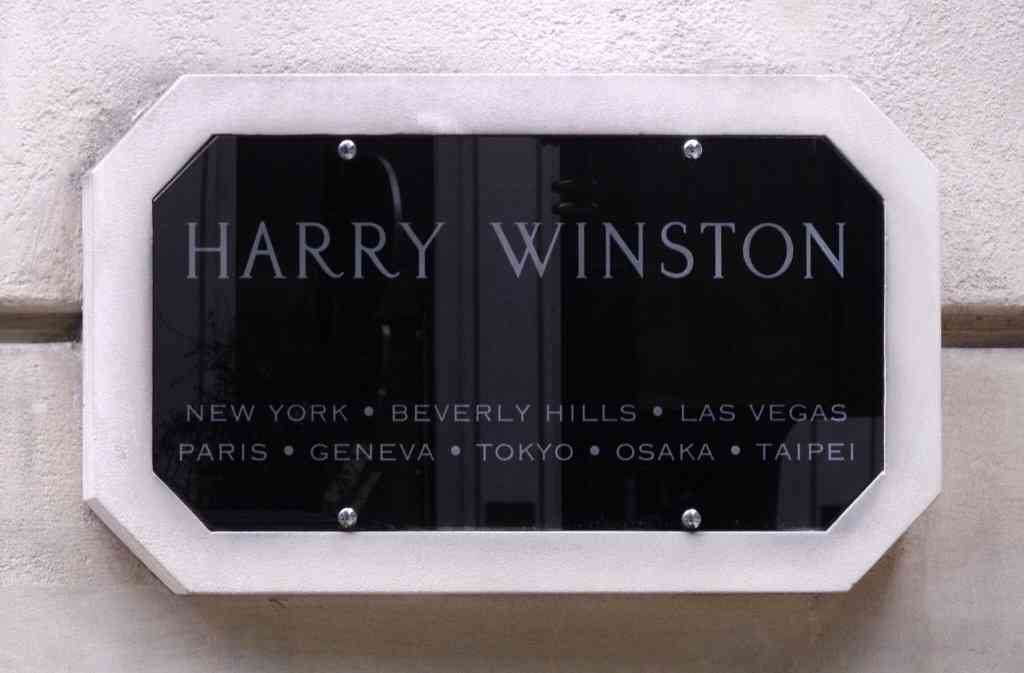 HARRY WINSTON
NEW YORK • BEVERLY HILLS • LAS VEGAS
PARIS • GENEVA • TOKYO • OSAKA • TAIPEI